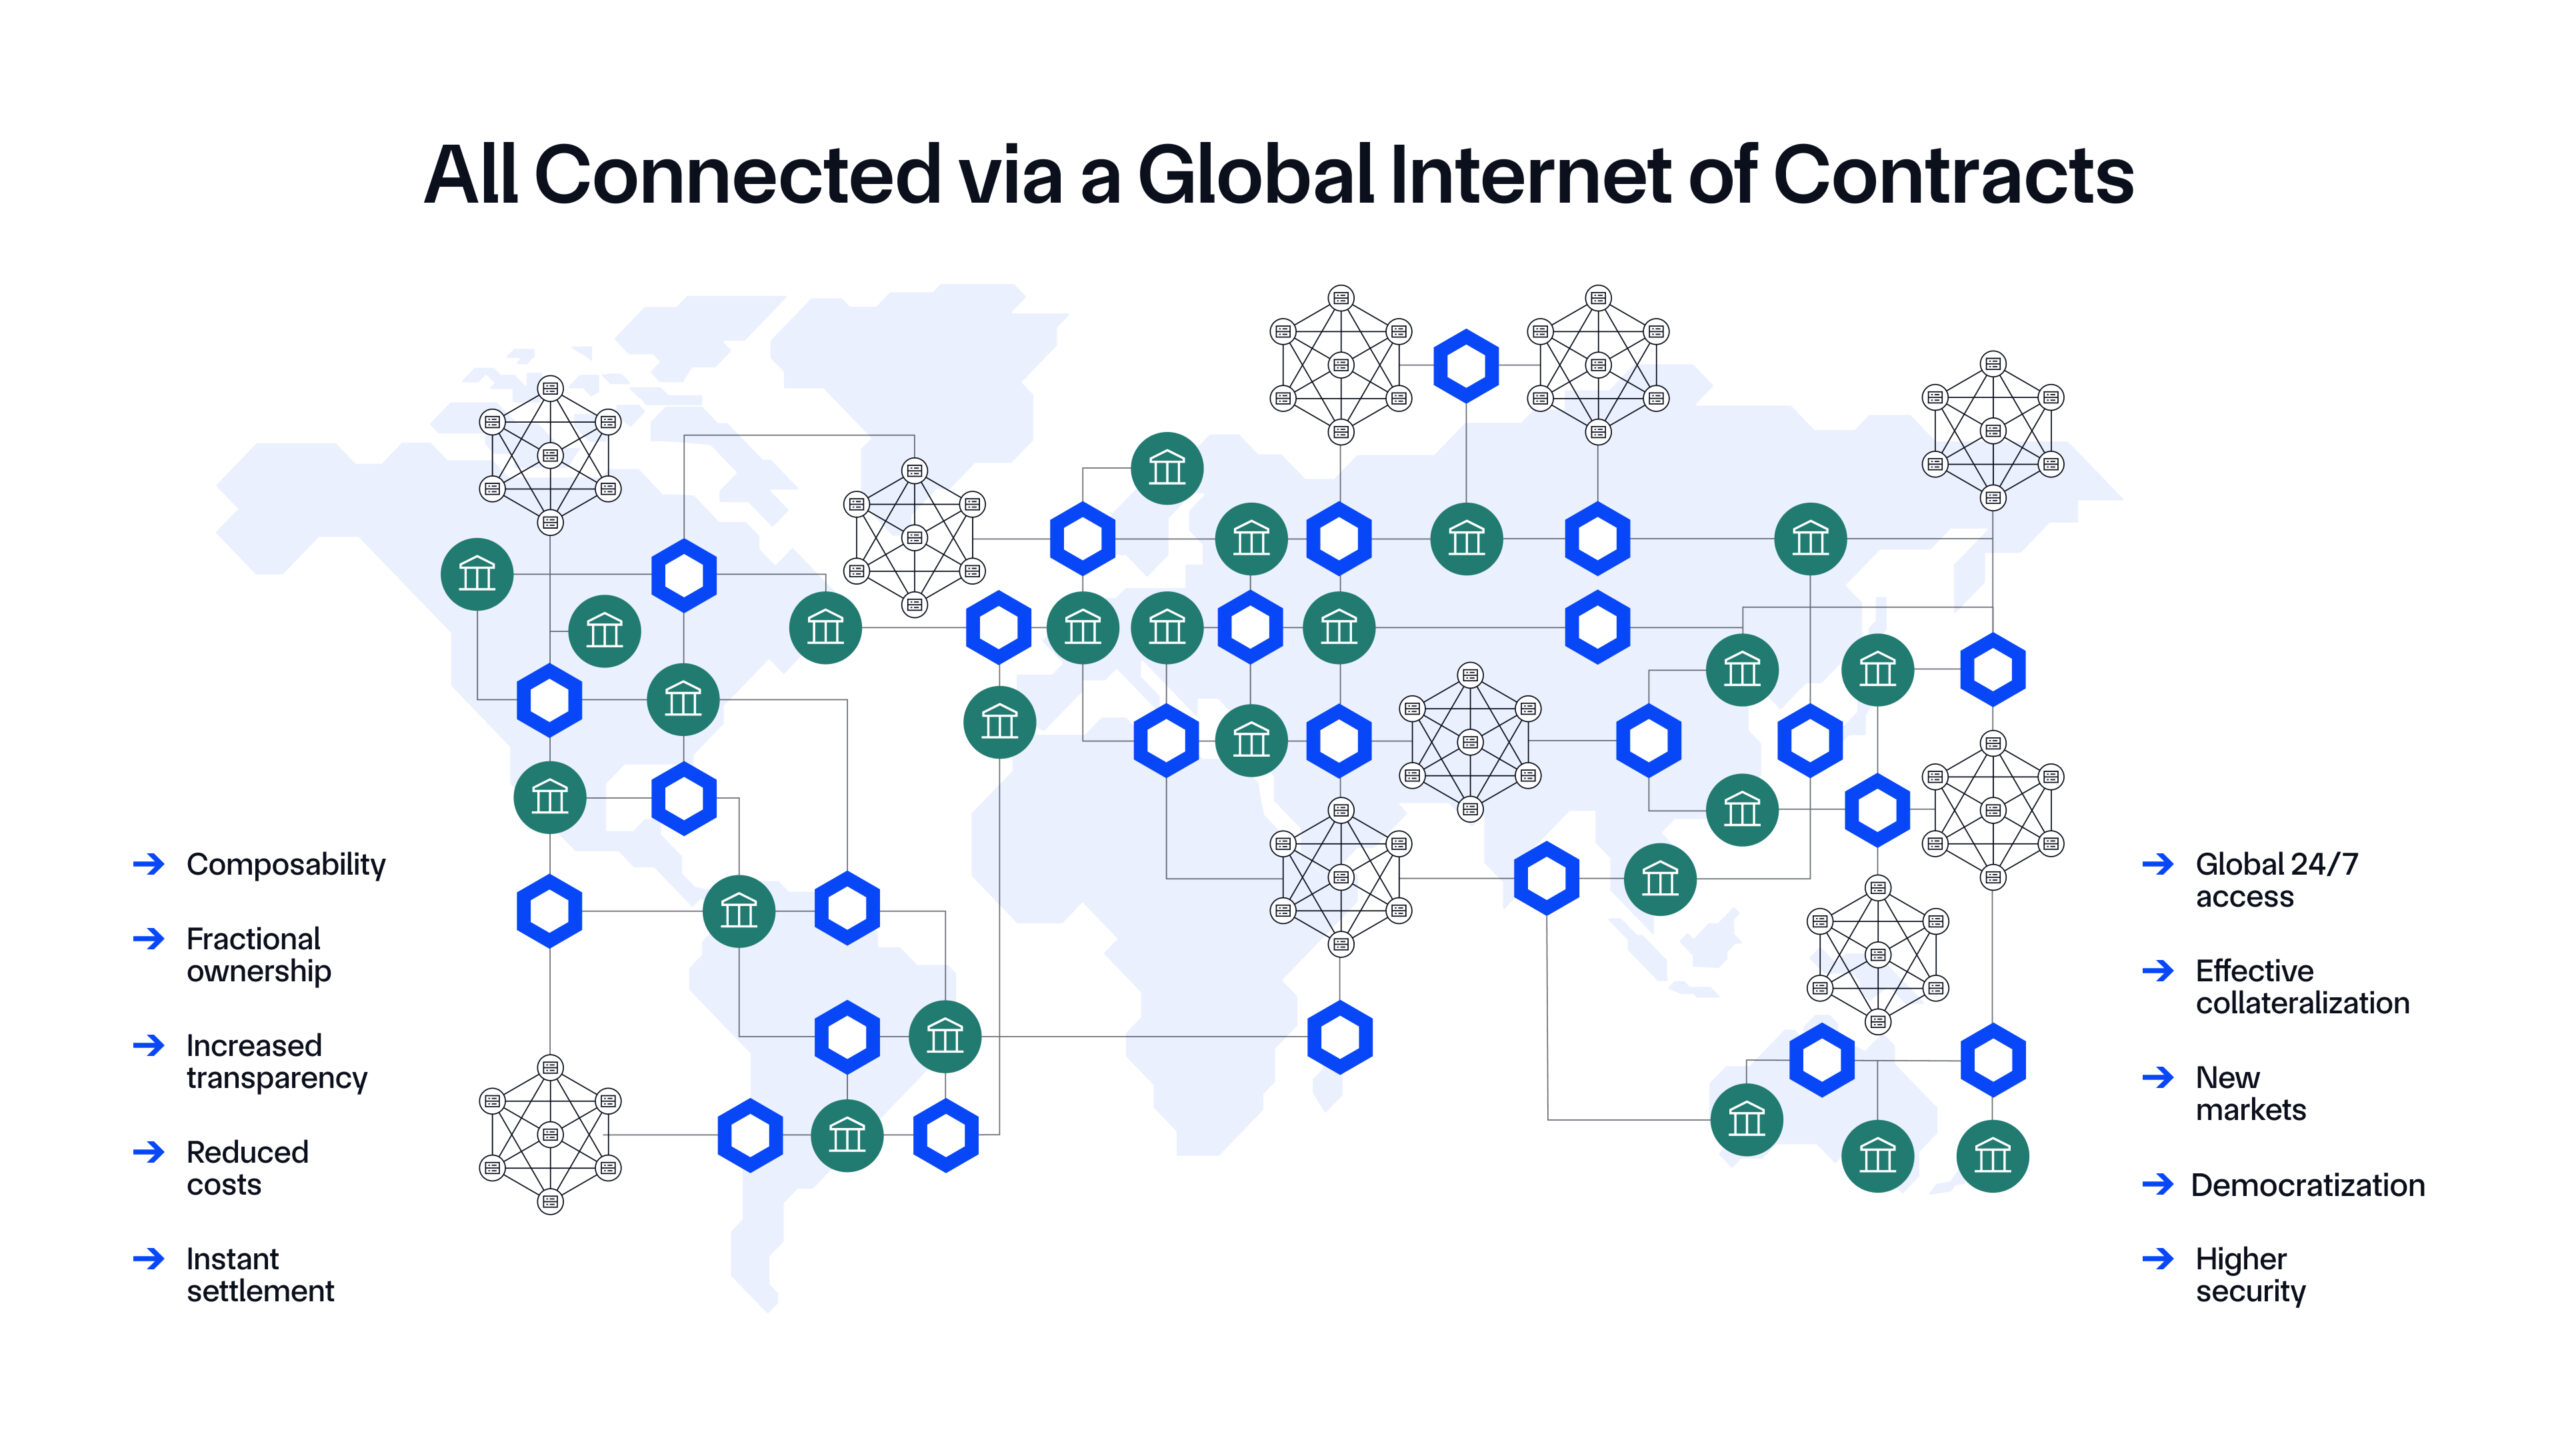 All Connected via a Global Internet of Contracts
Composability
Fractional
ownership
Increased
transparency
Reduced
costs
Instant
settlement
Global 24/7
access
Effective
collateralization
New
markets
Democratization
Higher
security